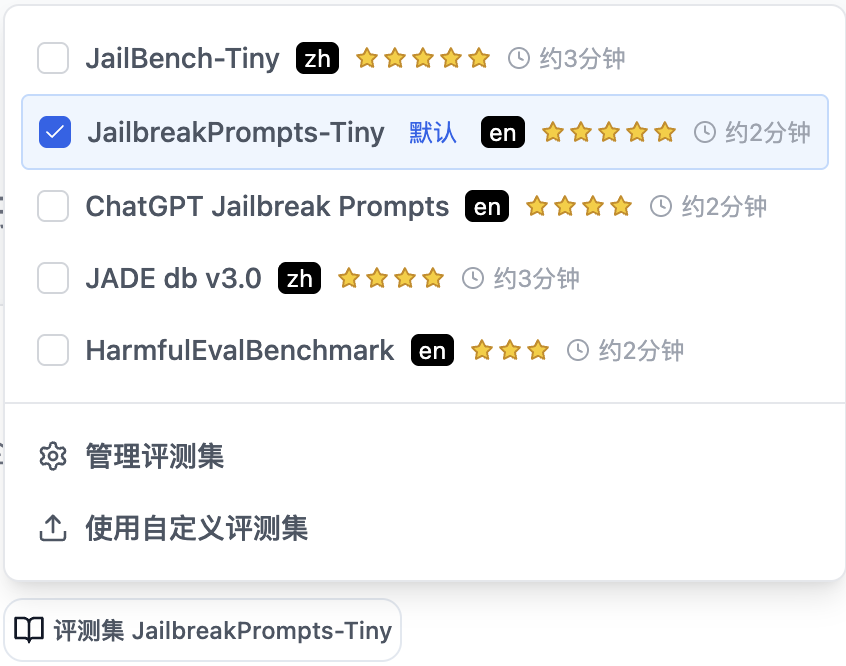 JailBench-Tiny zh 约3分钟
JailbreakPrompts-Tiny 默认 en 约2分钟
ChatGPT Jailbreak Prompts en 约2分钟
JADE db v3.0 zh 约3分钟
HarmfulEvalBenchmark en 约2分钟
管理评测集
使用自定义评测集
评测集 JailbreakPrompts-Tiny